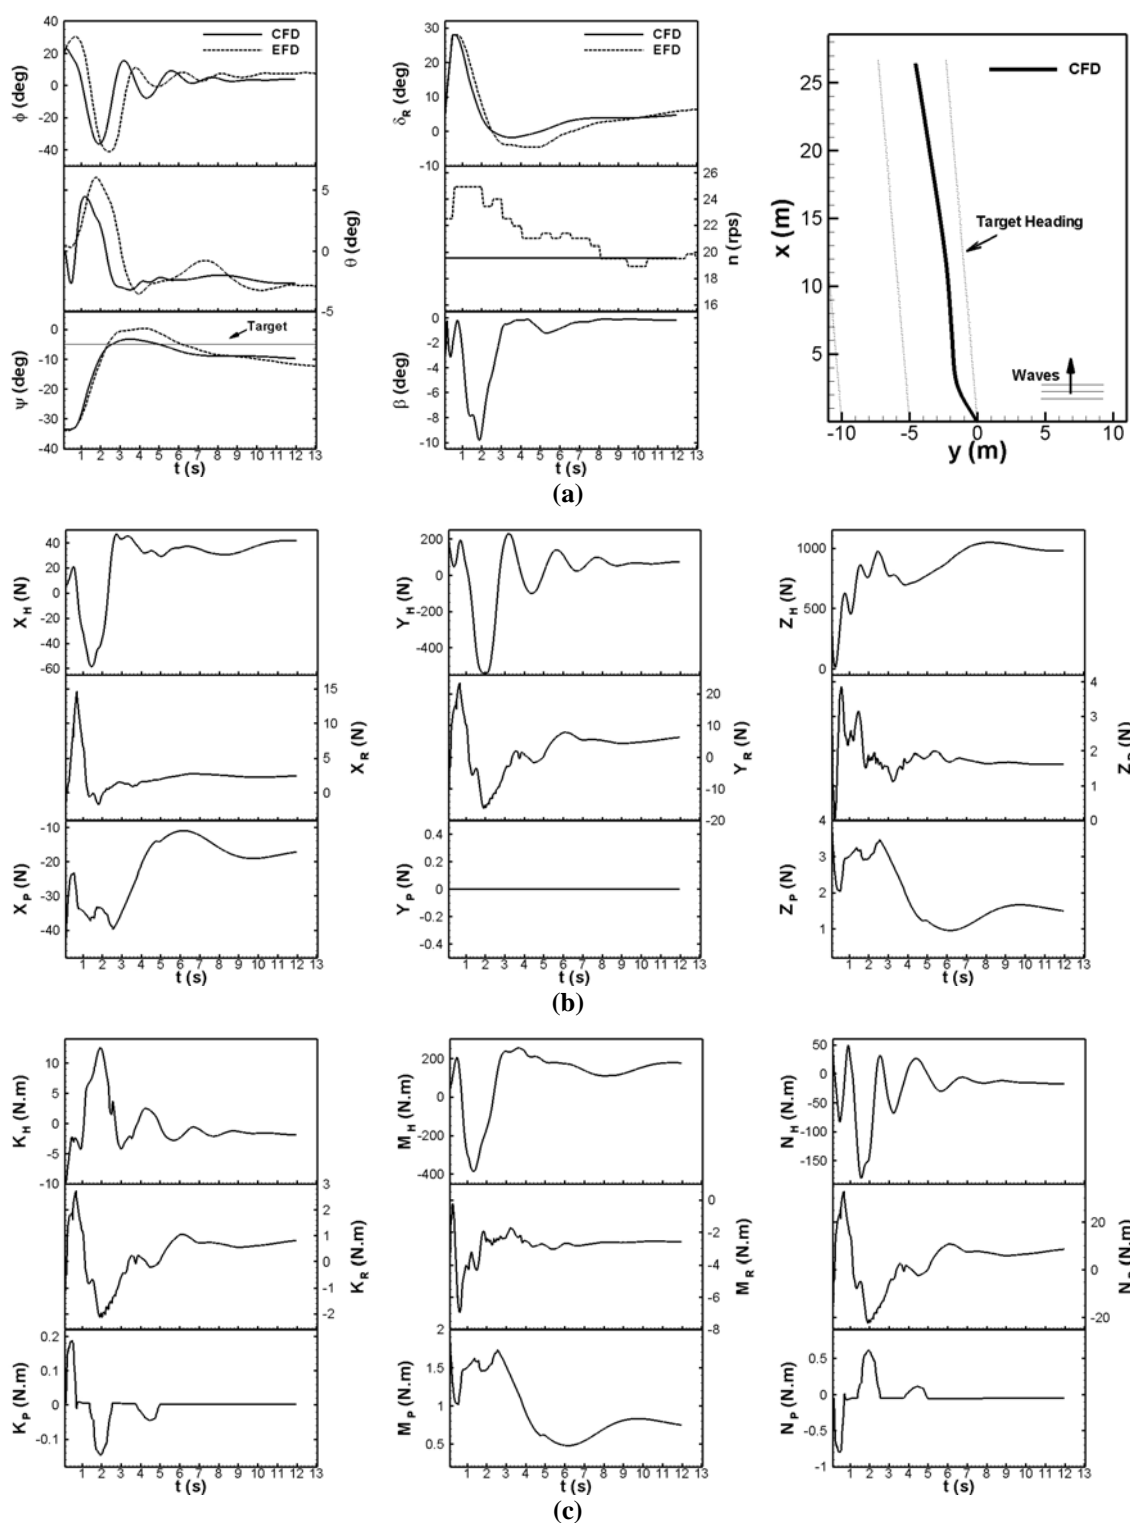 40
20
0
-20
-40
ϕ (deg)
CFD
EFD
5
0
-5
θ (deg)
0
-10
-20
-30
-40
ψ (deg)
Target
1 2 3 4 5 6 7 8 9 10 11 12 13
t (s)
30
20
10
0
-10
δR (deg)
CFD
EFD
26
24
22
20
18
16
n (rps)
0
-2
-4
-6
-8
-10
β (deg)
1 2 3 4 5 6 7 8 9 10 11 12 13
t (s)
25
20
15
10
5
x (m)
CFD
Target Heading
Waves
-10 -5 0 5 10
y (m)
(a)
40
20
0
-20
-40
-60
XH (N)
15
10
5
0
XR (N)
-10
-20
-30
-40
XP (N)
1 2 3 4 5 6 7 8 9 10 11 12 13
t (s)
200
0
-200
-400
YH (N)
20
10
0
-10
-20
YR (N)
0.4
0.2
0
-0.2
-0.4
YP (N)
1 2 3 4 5 6 7 8 9 10 11 12 13
t (s)
1000
500
0
ZH (N)
4
3
2
1
0
ZR (N)
4
3
2
1
ZP (N)
1 2 3 4 5 6 7 8 9 10 11 12 13
t (s)
(b)
10
5
0
-5
-10
KH (N.m)
3
2
1
0
-1
-2
KR (N.m)
0.2
0.1
0
-0.1
KP (N.m)
1 2 3 4 5 6 7 8 9 10 11 12 13
t (s)
200
0
-200
-400
MH (N.m)
0
-2
-4
-6
-8
MR (N.m)
2
1.5
1
0.5
MP (N.m)
1 2 3 4 5 6 7 8 9 10 11 12 13
t (s)
50
0
-50
-100
-150
NH (N.m)
20
0
-20
NR (N.m)
0.5
0
-0.5
-1
NP (N.m)
1 2 3 4 5 6 7 8 9 10 11 12 13
t (s)
(c)